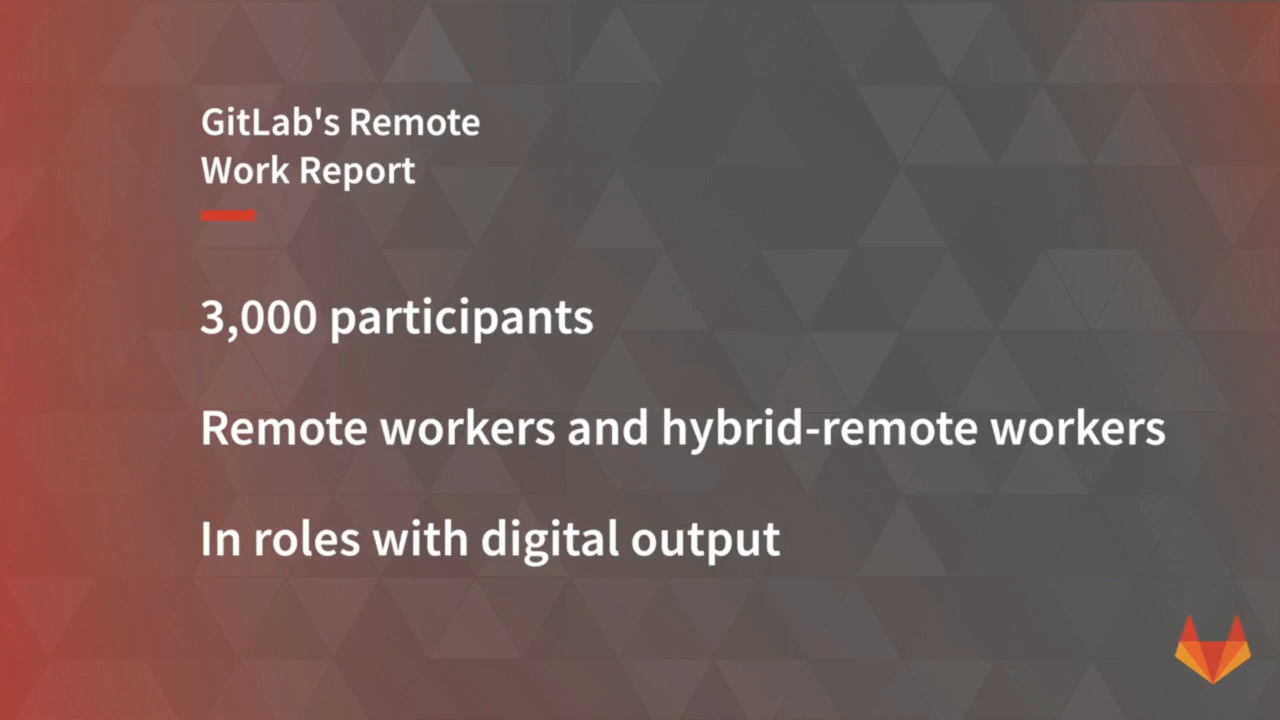 GitLab's Remote
Work Report
3,000 participants
Remote workers and hybrid-remote workers
In roles with digital output